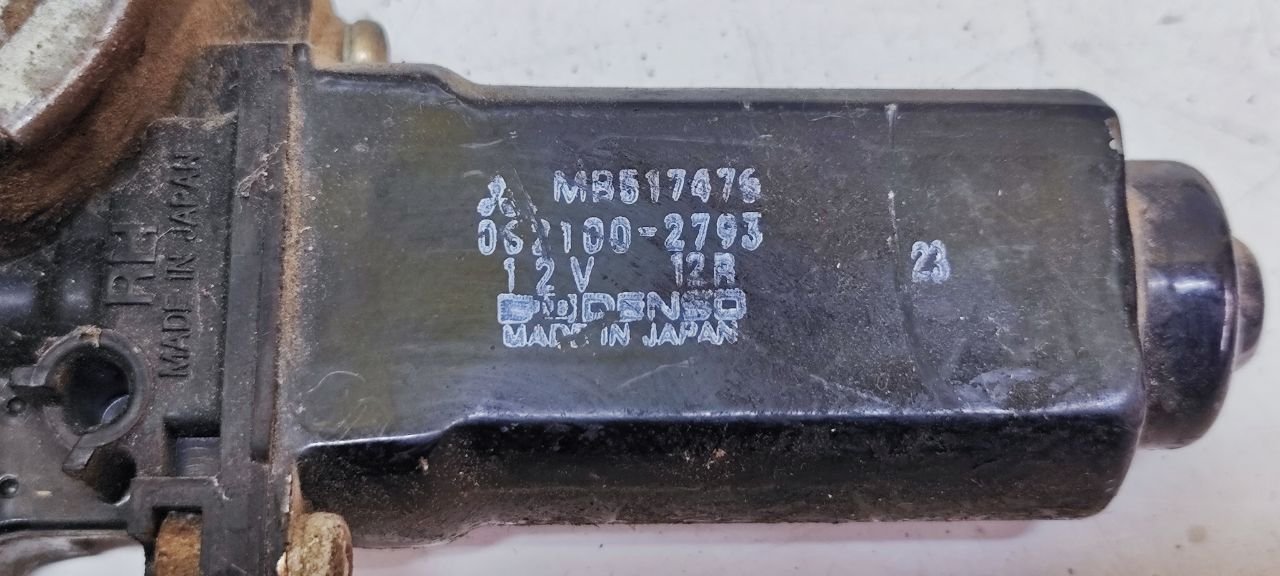 MB517476
062100-2793
12V 12R
DENSO
MADE IN JAPAN
23
RH
MADE IN JAPAN